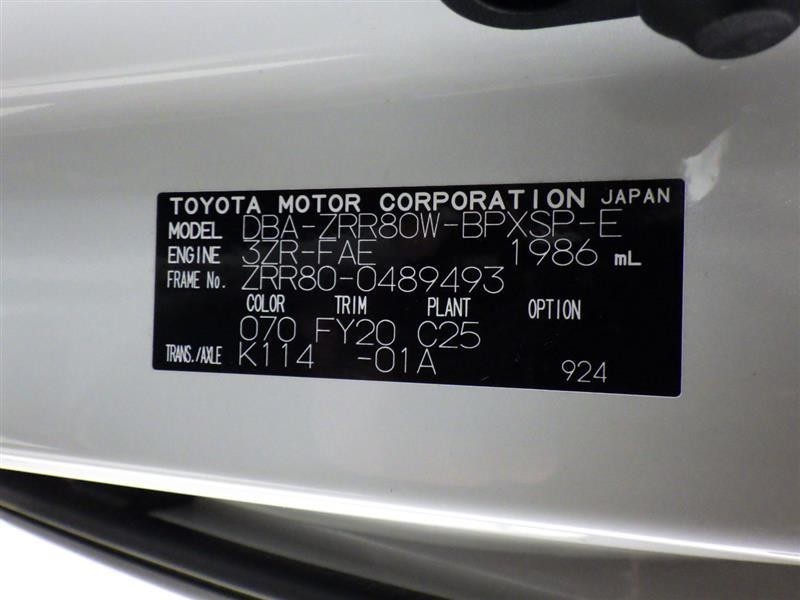 TOYOTA MOTOR CORPORATION JAPAN
MODEL DBA-ZRR80W-BPXSP-E
ENGINE 3ZR-FAE 1986 mL
FRAME No. ZRR80-0489493
COLOR TRIM PLANT OPTION
070 FY20 C25
TRANS./AXLE K114 -01A 924